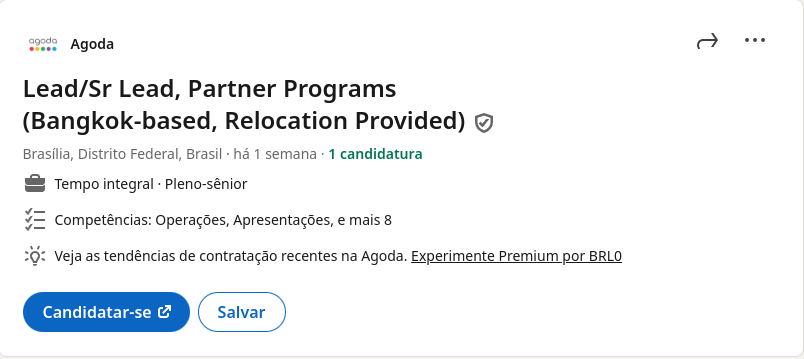 agoda
Agoda
Lead/Sr Lead, Partner Programs
(Bangkok-based, Relocation Provided)
Brasília, Distrito Federal, Brasil · há 1 semana · 1 candidatura
Tempo integral · Pleno-sênior
Competências: Operações, Apresentações, e mais 8
Veja as tendências de contratação recentes na Agoda. Experimente Premium por BRL0
Candidatar-se
Salvar